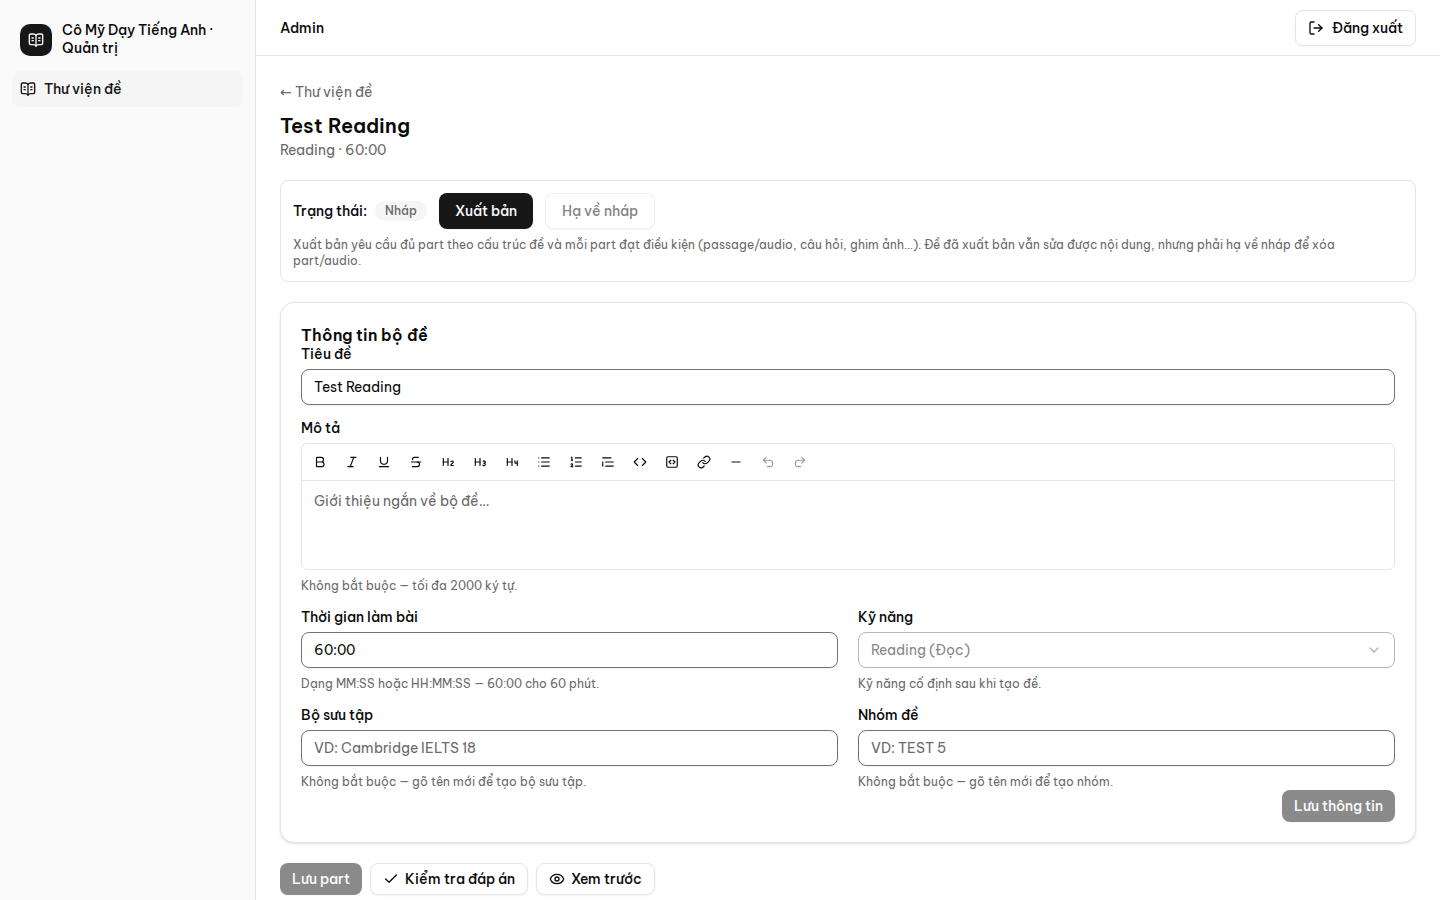 Cô Mỹ Dạy Tiếng Anh ·
Quản trị
Thư viện đề
Admin
Đăng xuất
← Thư viện đề
Test Reading
Reading · 60:00
Trạng thái: Nháp Xuất bản Hạ về nháp
Xuất bản yêu cầu đủ part theo cấu trúc đề và mỗi part đạt điều kiện (passage/audio, câu hỏi, ghim ảnh…). Đề đã xuất bản vẫn sửa được nội dung, nhưng phải hạ về nháp để xóa
part/audio.
Thông tin bộ đề
Tiêu đề
Test Reading
Mô tả
H2 H3 H4
Giới thiệu ngắn về bộ đề…
Không bắt buộc — tối đa 2000 ký tự.
Thời gian làm bài
60:00
Dạng MM:SS hoặc HH:MM:SS — 60:00 cho 60 phút.
Kỹ năng
Reading (Đọc)
Kỹ năng cố định sau khi tạo đề.
Bộ sưu tập
VD: Cambridge IELTS 18
Không bắt buộc — gõ tên mới để tạo bộ sưu tập.
Nhóm đề
VD: TEST 5
Không bắt buộc — gõ tên mới để tạo nhóm.
Lưu thông tin
Lưu part Kiểm tra đáp án Xem trước